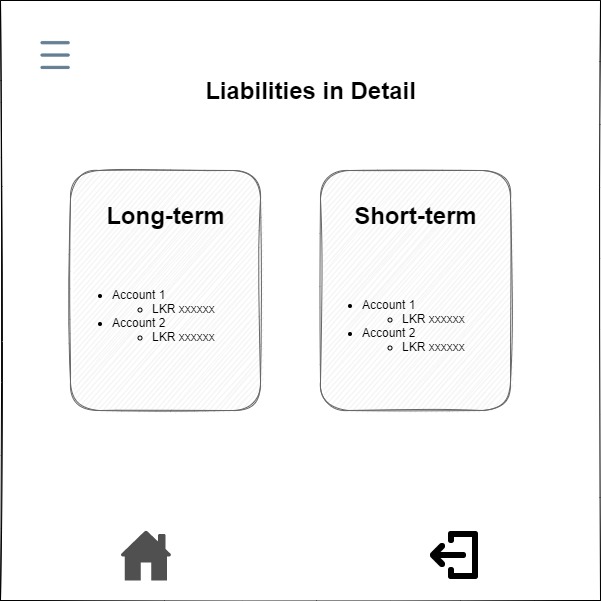 Liabilities in Detail
Long-term
Account 1
LKR xxxxxx
Account 2
LKR xxxxxx
Short-term
Account 1
LKR xxxxxx
Account 2
LKR xxxxxx